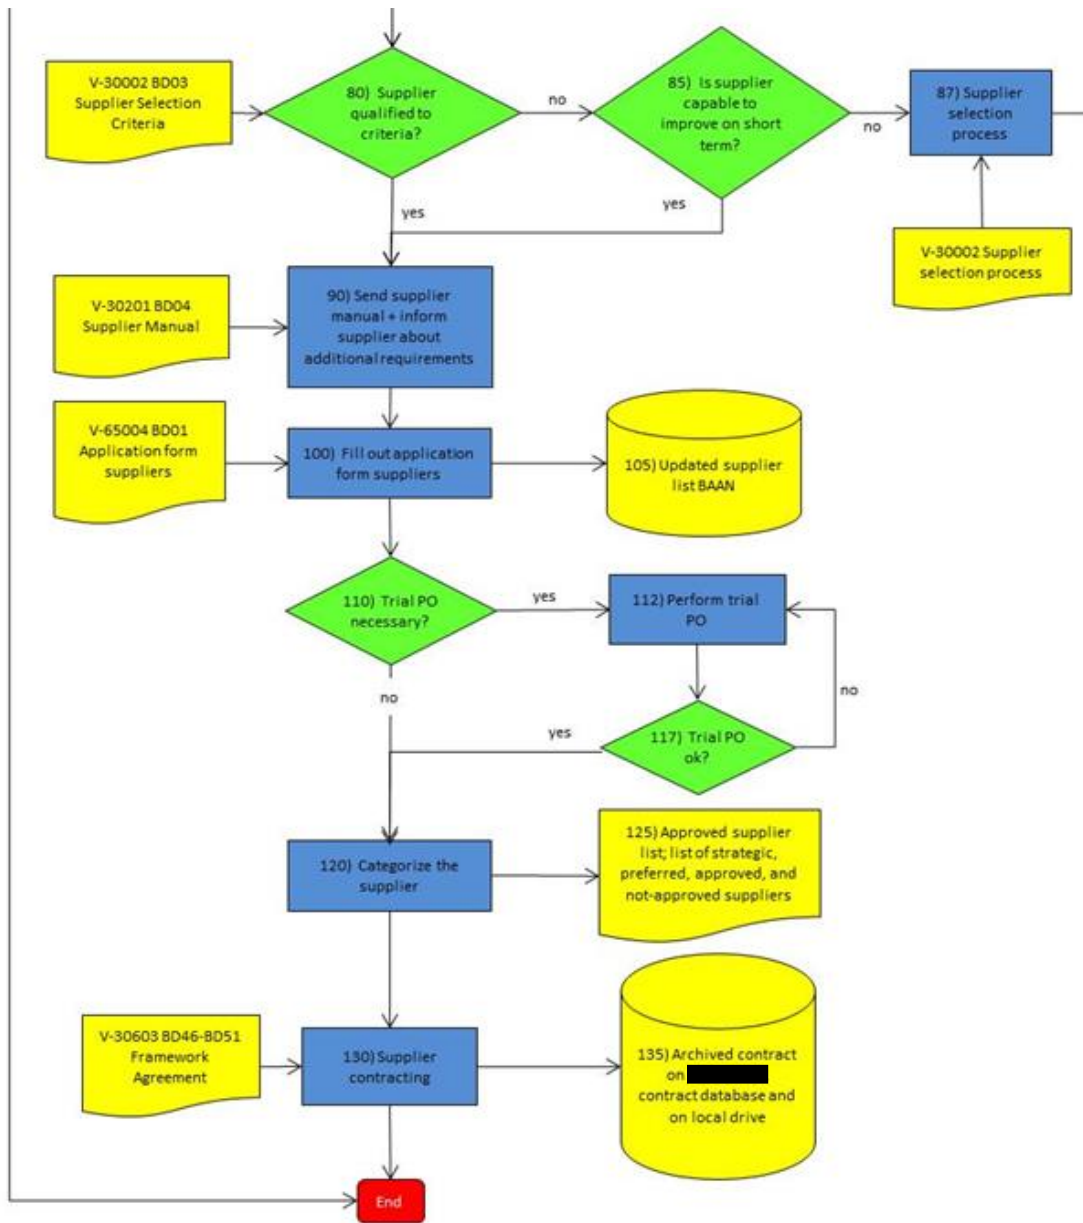 V-30002 BD03
Supplier Selection
Criteria
80) Supplier
qualified to
criteria?
no
85) Is supplier
capable to
improve on short
term?
no
87) Supplier
selection
process
yes
yes
V-30002 Supplier
selection process
V-30201 BD04
Supplier Manual
90) Send supplier
manual + inform
supplier about
additional requirements
V-65004 BD01
Application form
suppliers
100) Fill out application
form suppliers
105) Updated supplier
list BAAN
110) Trial PO
necessary?
yes
112) Perform trial
PO
no
no
yes
117) Trial PO
ok?
120) Categorize the
supplier
125) Approved supplier
list; list of strategic,
preferred, approved, and
not-approved suppliers
V-30603 BD46-BD51
Framework
Agreement
130) Supplier
contracting
135) Archived contract
on
contract database and
on local drive
End